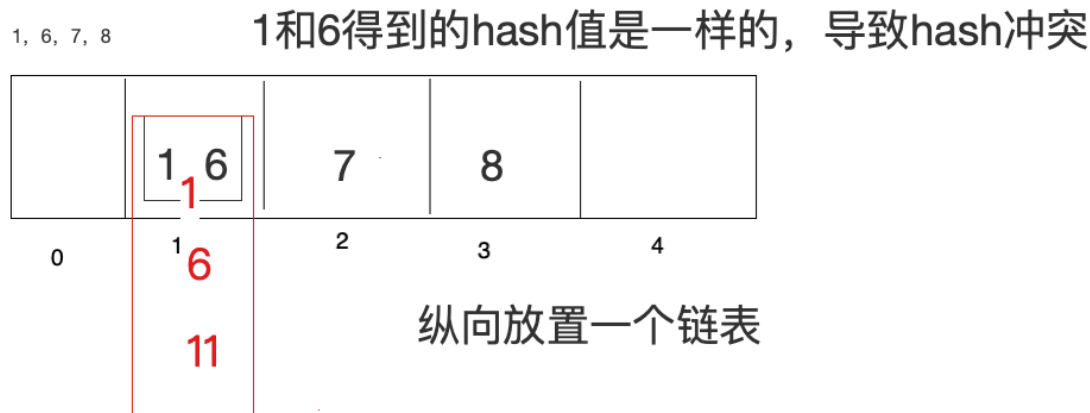 1, 6, 7, 8
1和6得到的hash值是一样的，导致hash冲突
1 6 7 8
1
0 1 2 3 4
6
纵向放置一个链表
11